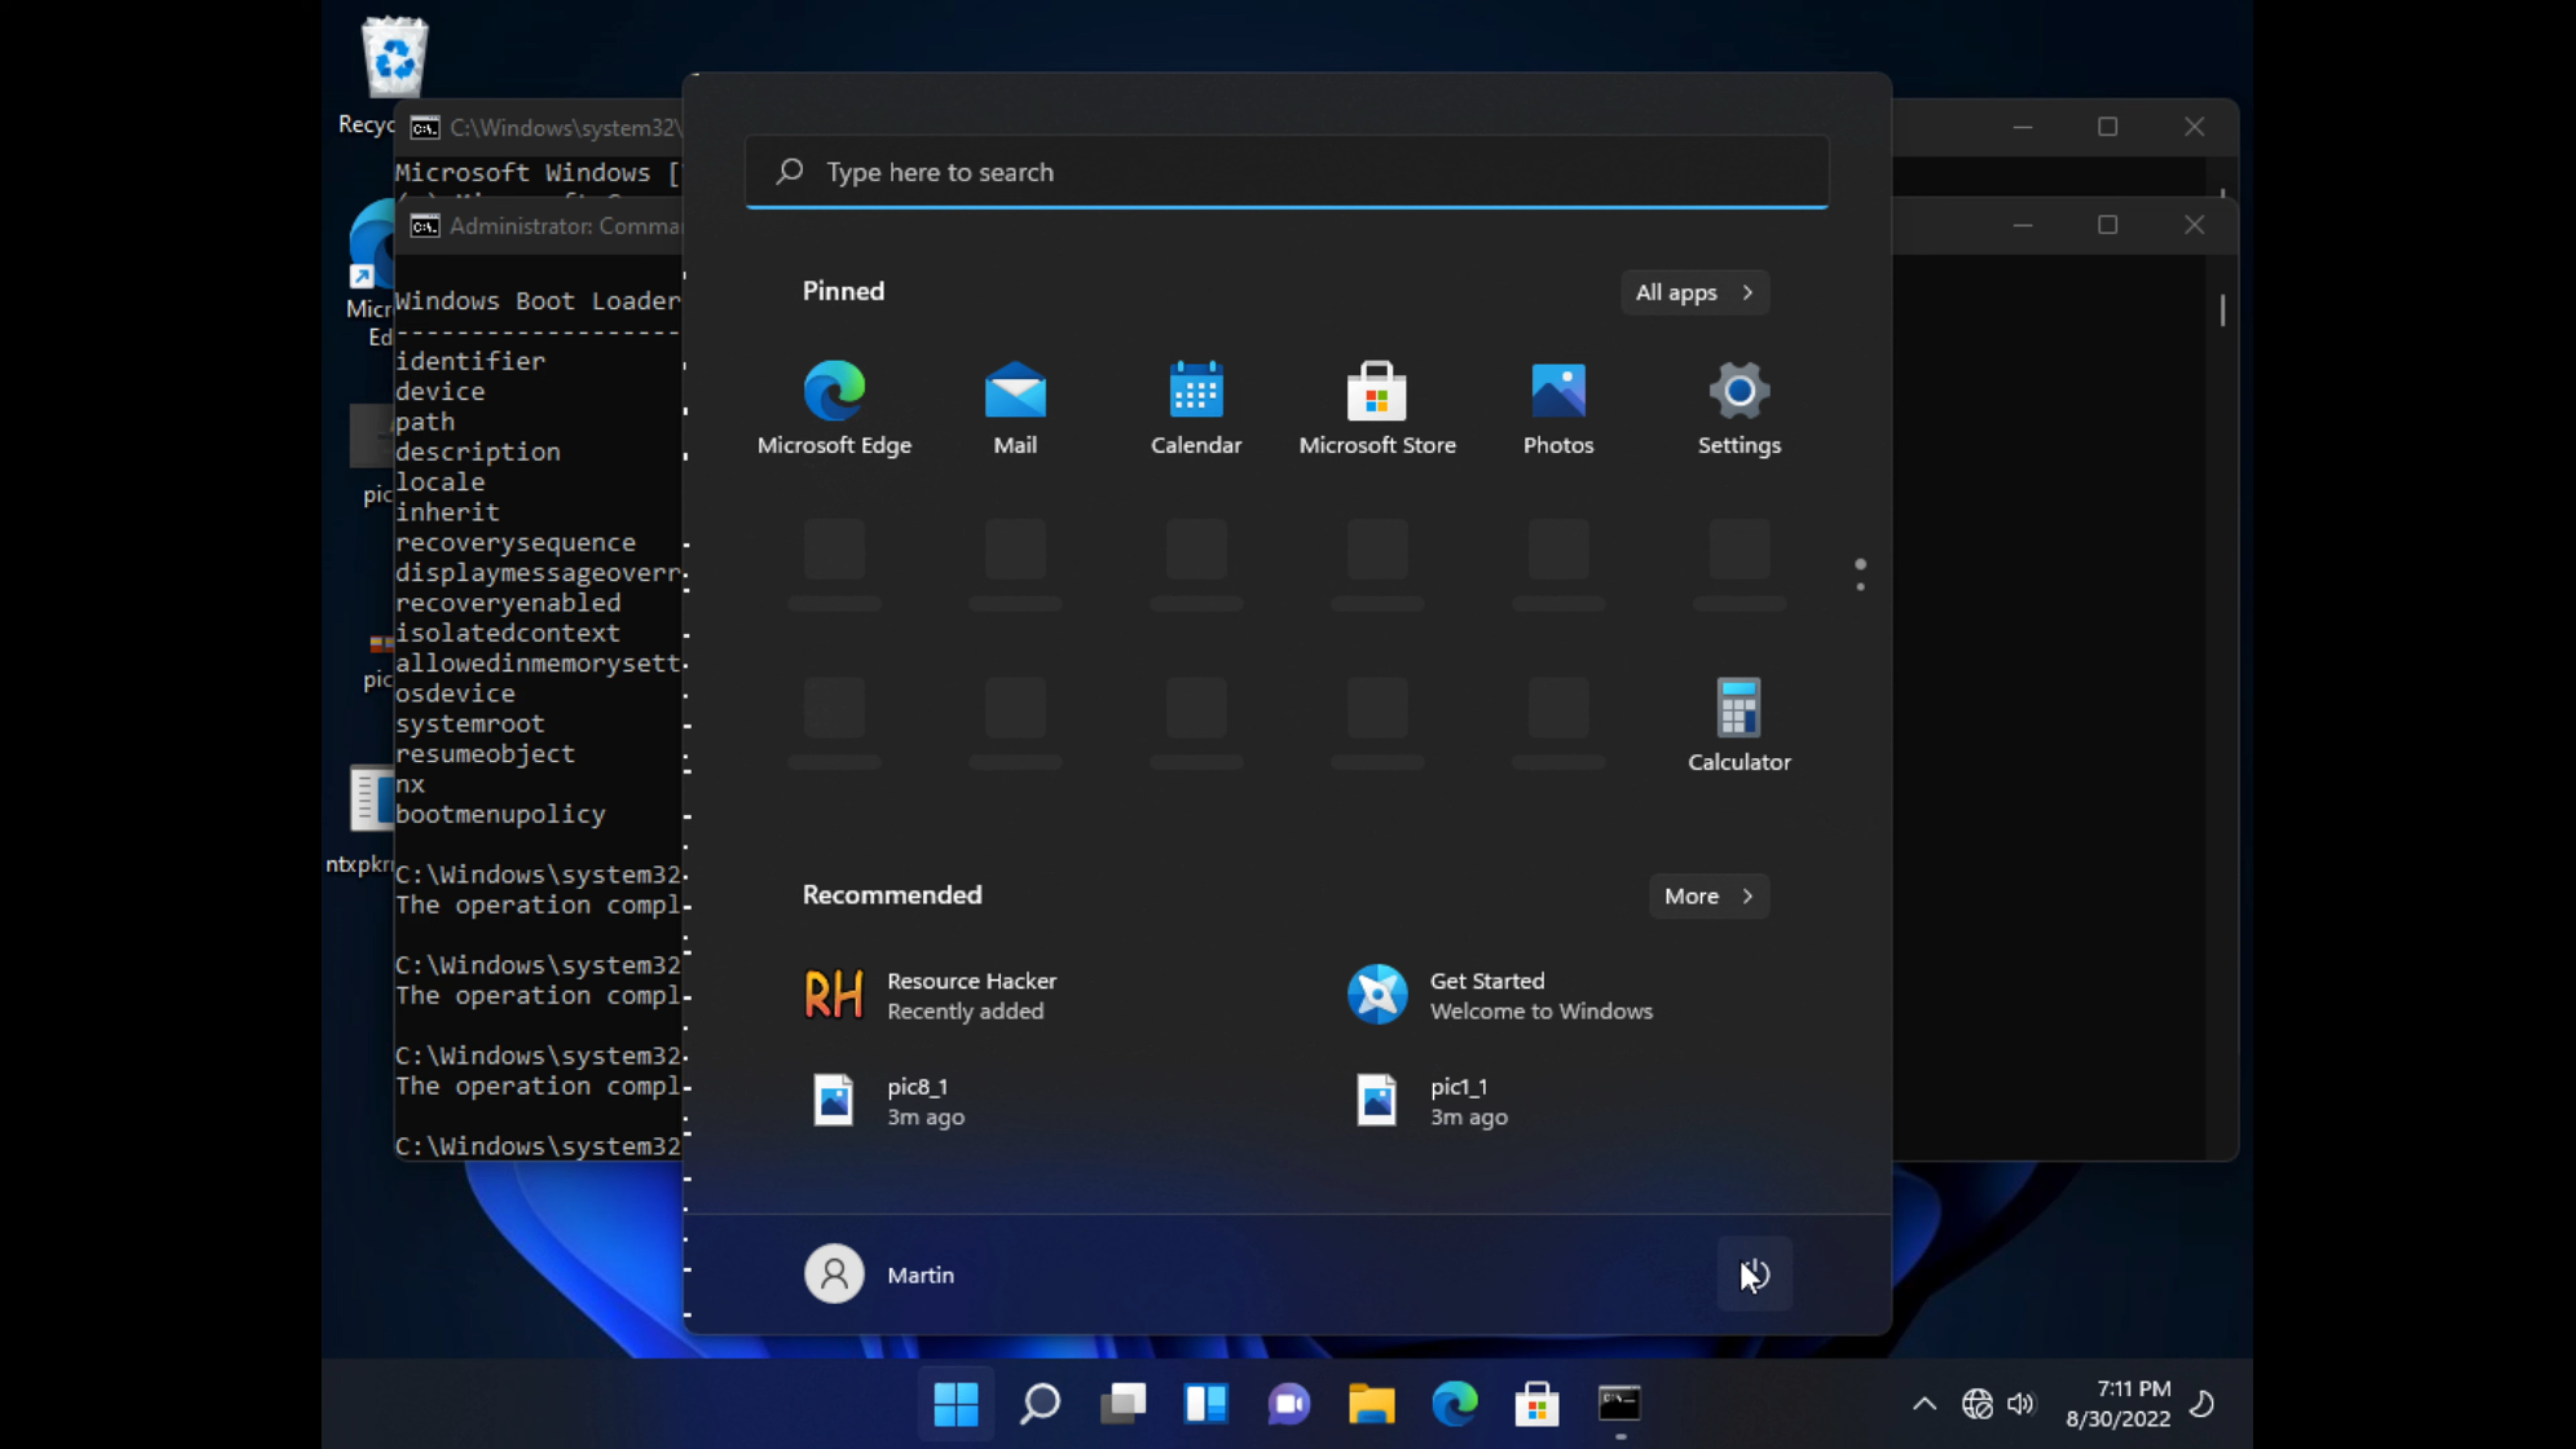 Recyc
C:\Windows\system32\
Microsoft Windows [
Administrator: Comma
Micr
Ed
Windows Boot Loader
-------------------
identifier
device
path
description
locale
inherit
recoverysequence
displaymessageoverr
recoveryenabled
isolatedcontext
allowedinmemorysett
osdevice
systemroot
resumeobject
nx
bootmenupolicy
C:\Windows\system32
The operation compl
C:\Windows\system32
The operation compl
C:\Windows\system32
The operation compl
C:\Windows\system32
pic
pic
ntxpkr
Type here to search
Pinned
All apps
Microsoft Edge
Mail
Calendar
Microsoft Store
Photos
Settings
Calculator
Recommended
More
RH
Resource Hacker
Recently added
Get Started
Welcome to Windows
pic8_1
3m ago
pic1_1
3m ago
Martin
7:11 PM
8/30/2022